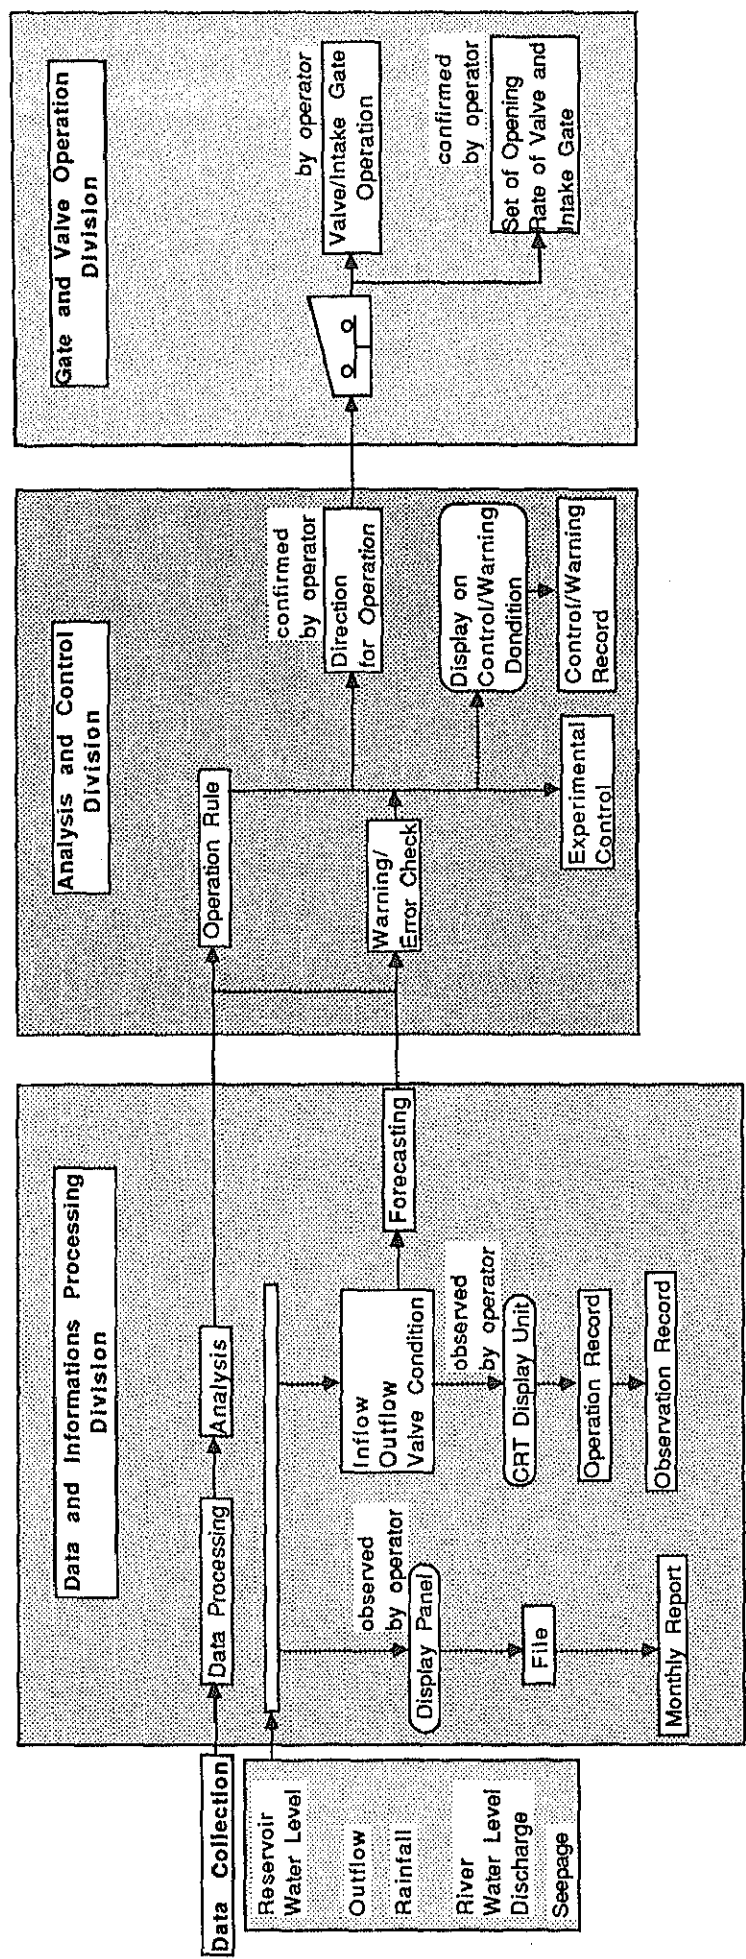 Data Collection
Reservoir
Water Level
Outflow
Rainfall
River
Water Level
Discharge
Seepage
Data and Informations Processing
Division
Data Processing
Analysis
observed
by operator
Display Panel
File
Monthly Report
Inflow
Outflow
Valve Condition
Forecasting
observed
by operator
CRT Display Unit
Operation Record
Observation Record
Analysis and Control
Division
Operation Rule
Warning/
Error Check
confirmed
by operator
Direction
for Operation
Display on
Control/Warning
Dondition
Control/Warning
Record
Experimental
Control
Gate and Valve Operation
Division
by operator
Valve/Intake Gate
Operation
confirmed
by operator
Set of Opening
Rate of Valve and
Intake Gate